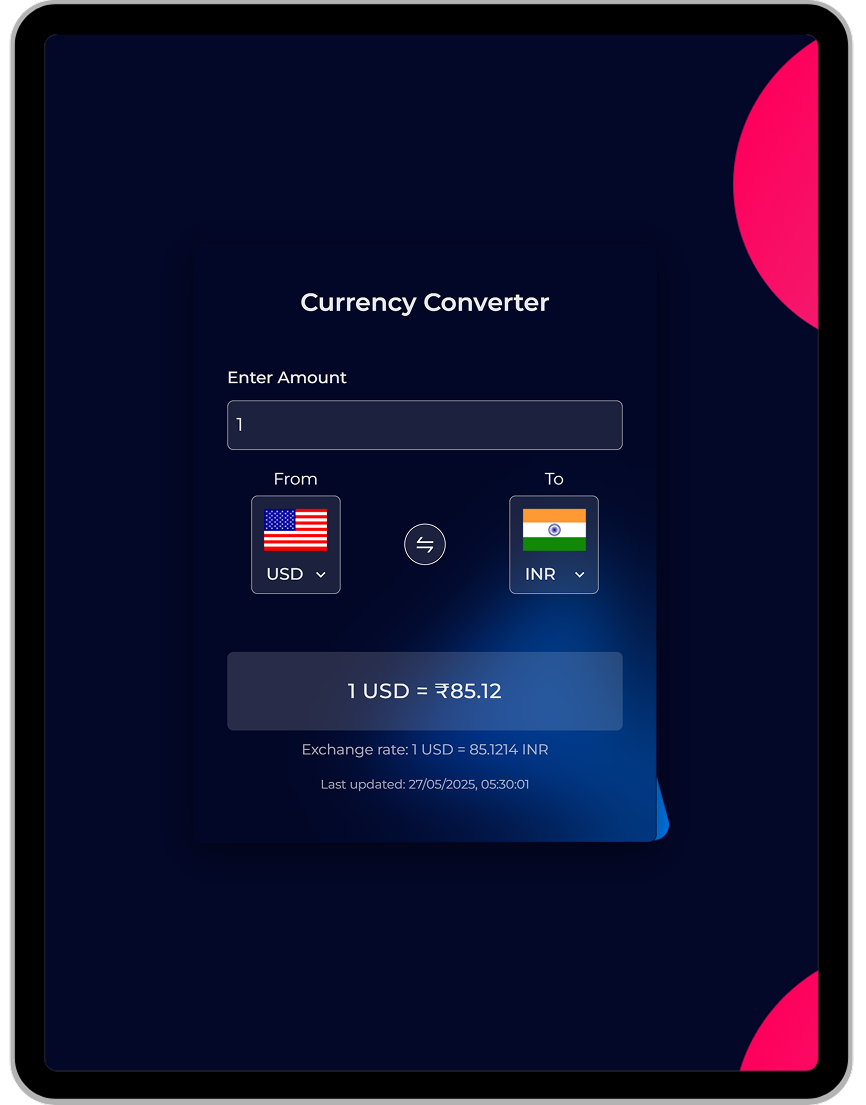 Currency Converter
Enter Amount
1
From To
USD INR
1 USD = ₹85.12
Exchange rate: 1 USD = 85.1214 INR
Last updated: 27/05/2025, 05:30:01